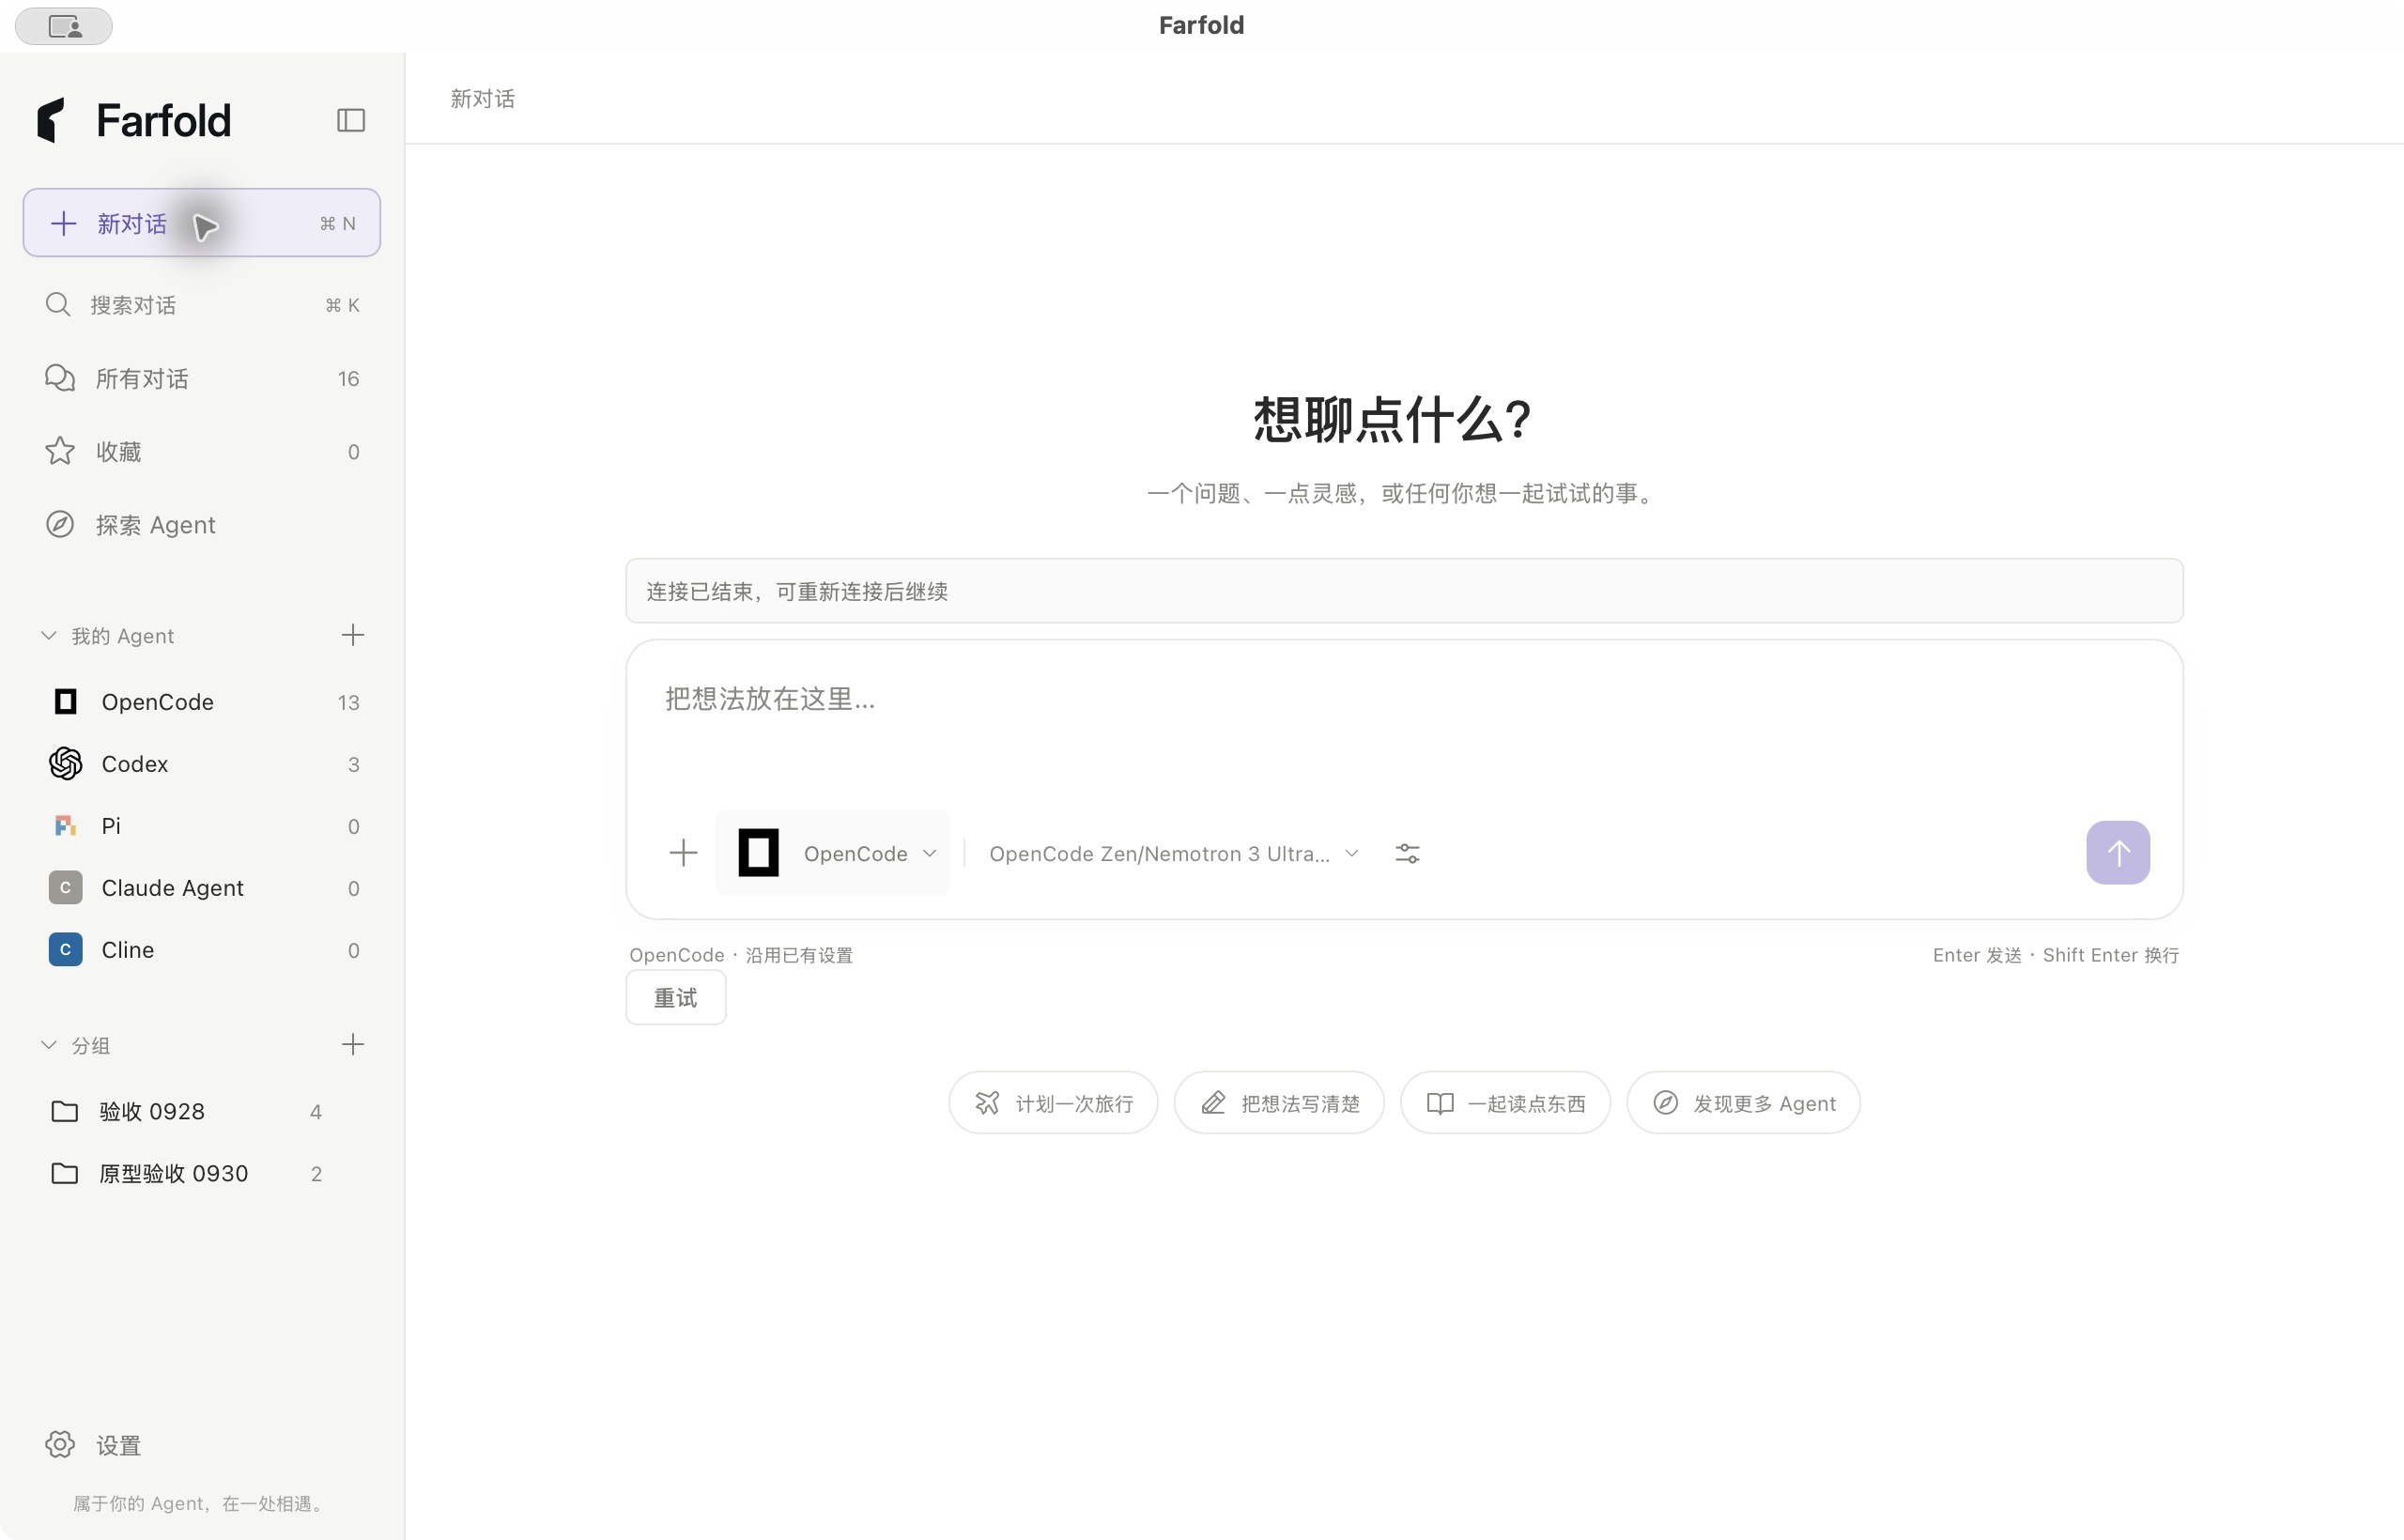 Farfold
Farfold
新对话 ⌘ N
搜索对话 ⌘ K
所有对话 16
收藏 0
探索 Agent
我的 Agent
OpenCode 13
Codex 3
Pi 0
C Claude Agent 0
C Cline 0
分组
验收 0928 4
原型验收 0930 2
设置
属于你的 Agent，在一处相遇。
新对话
想聊点什么？
一个问题、一点灵感，或任何你想一起试试的事。
连接已结束，可重新连接后继续
把想法放在这里...
OpenCode OpenCode Zen/Nemotron 3 Ultra...
OpenCode · 沿用已有设置 Enter 发送 · Shift Enter 换行
重试
计划一次旅行 把想法写清楚 一起读点东西 发现更多 Agent